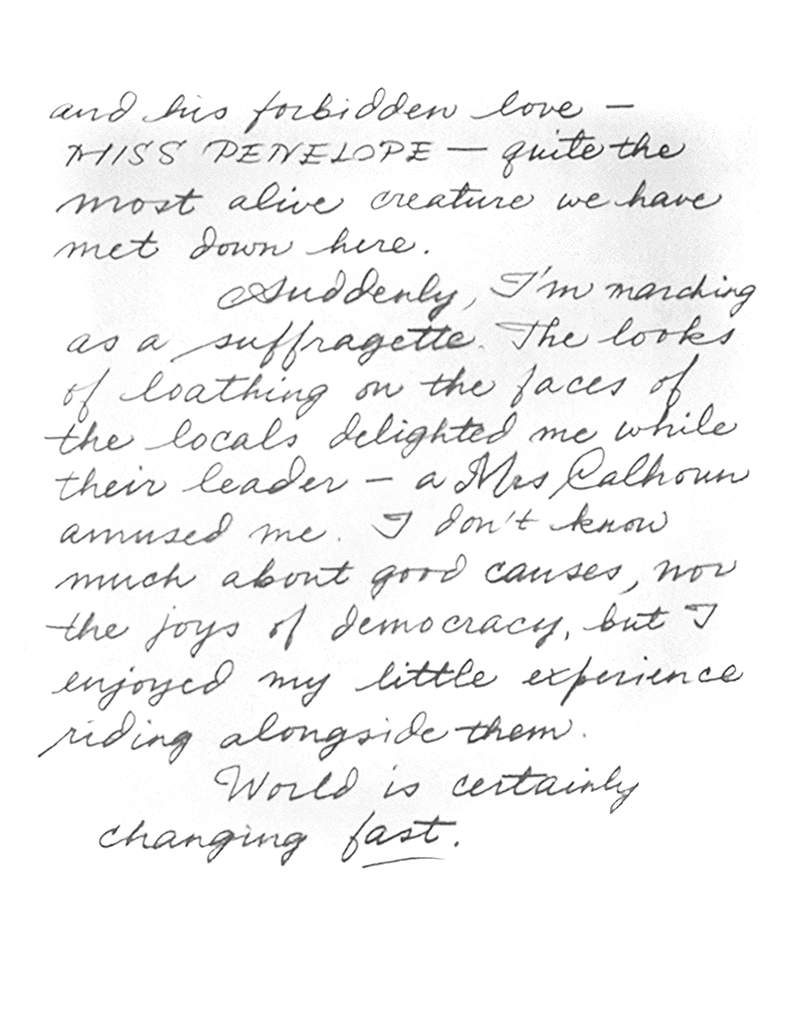 and his forbidden love –
MISS PENELOPE – quite the
most alive creature we have
met down here.
Suddenly, I'm marching
as a suffragette. The looks
of loathing on the faces of
the locals delighted me while
their leader – a Mrs Calhoun
amused me. I don't know
much about good causes, nor
the joys of democracy, but I
enjoyed my little experience
riding alongside them.
World is certainly
changing fast.